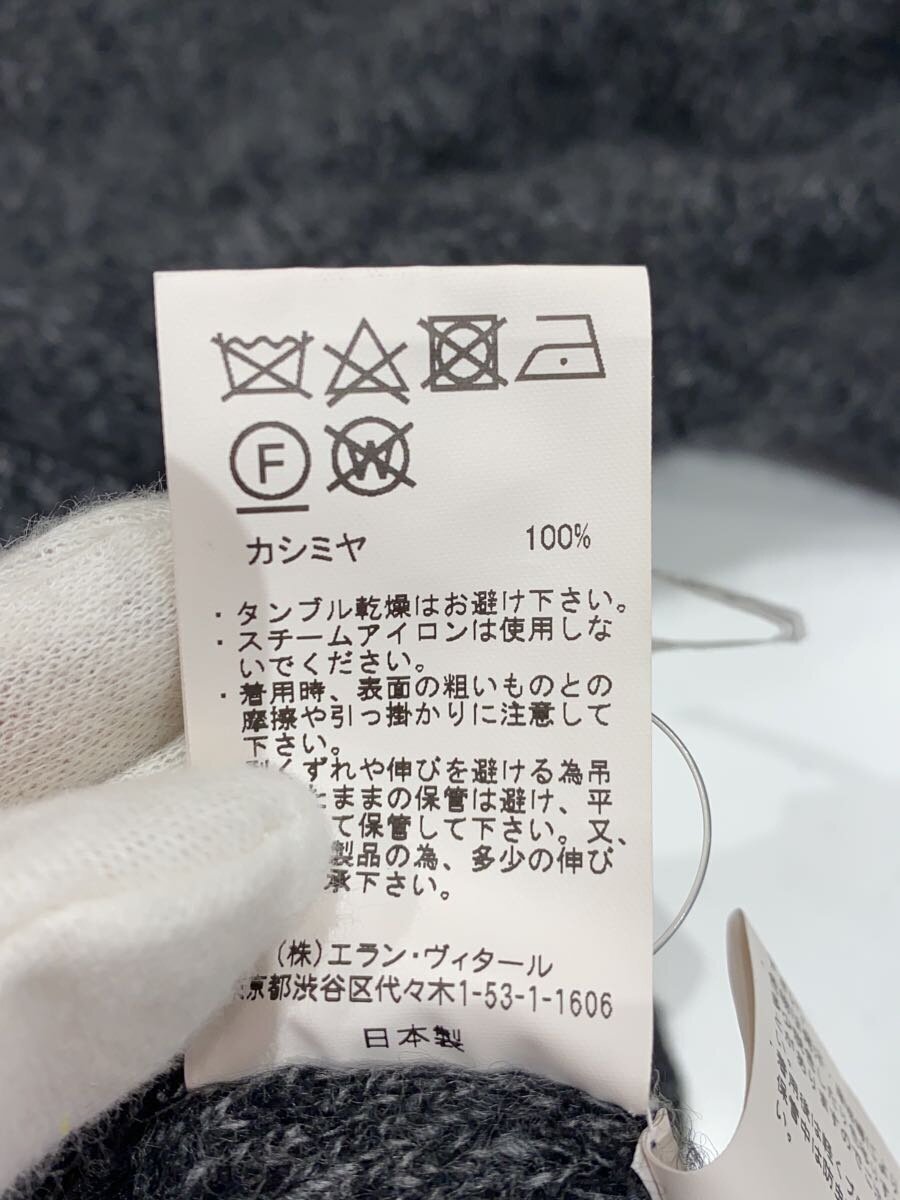 F W
カシミヤ 100%
・タンブル乾燥はお避け下さい。
・スチームアイロンは使用しな
いでください。
・着用時、表面の粗いものとの
摩擦や引っ掛かりに注意して
下さい。
くずれや伸びを避ける為吊
たままの保管は避け、平
て保管して下さい。又、
製品の為、多少の伸び
承下さい。
(株)エラン・ヴィタール
京都渋谷区代々木1-53-1-1606
日本製